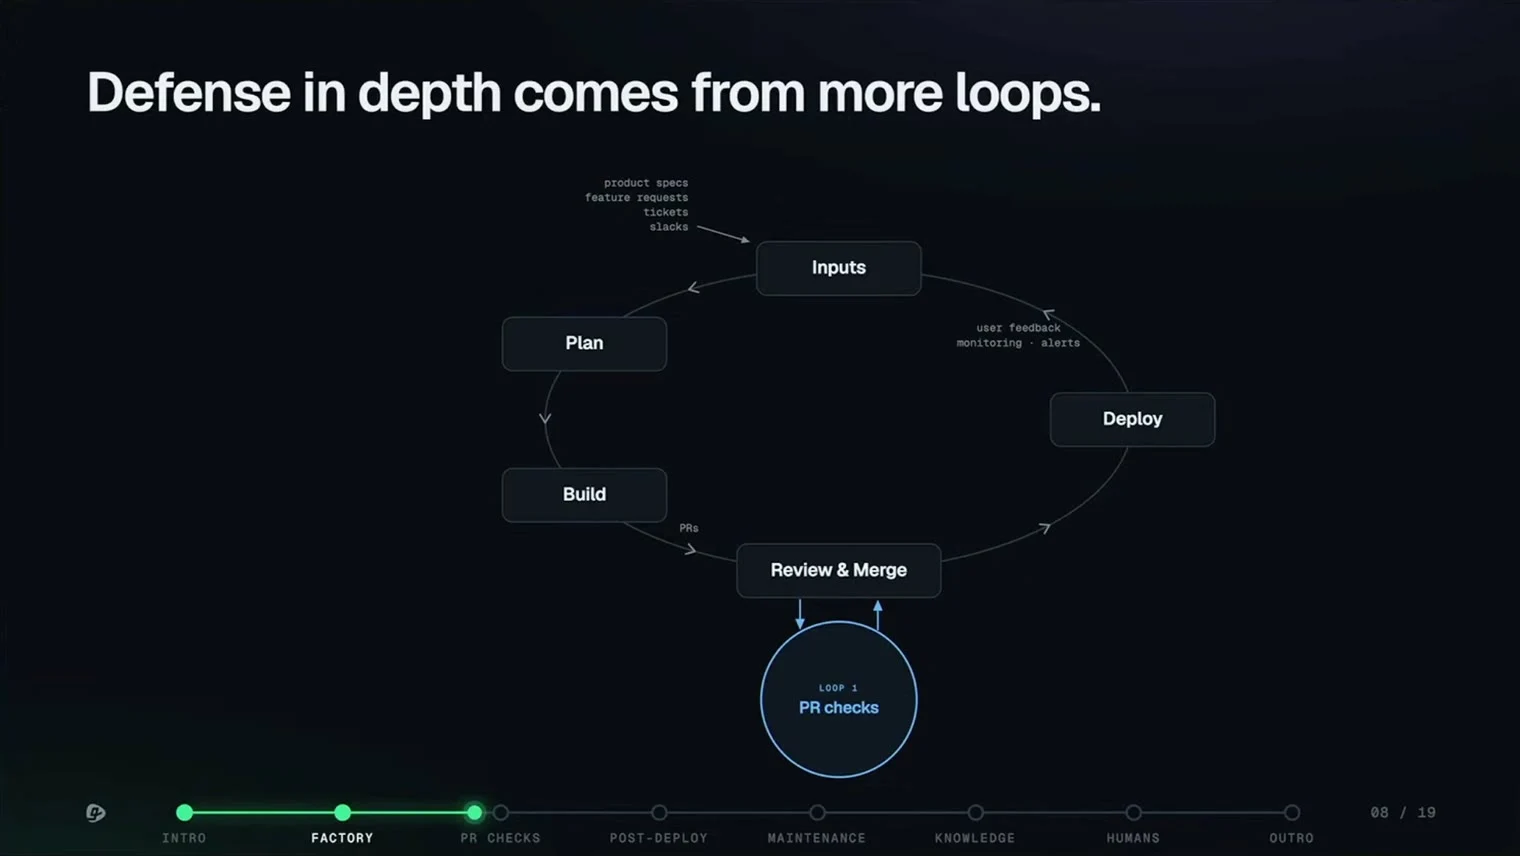 Defense in depth comes from more loops.
product specs
feature requests
tickets
slacks
Inputs
Plan
user feedback
monitoring · alerts
Deploy
Build
PRs
Review & Merge
LOOP 1
PR checks
INTRO
FACTORY
PR CHECKS
POST-DEPLOY
MAINTENANCE
KNOWLEDGE
HUMANS
OUTRO
08 / 19